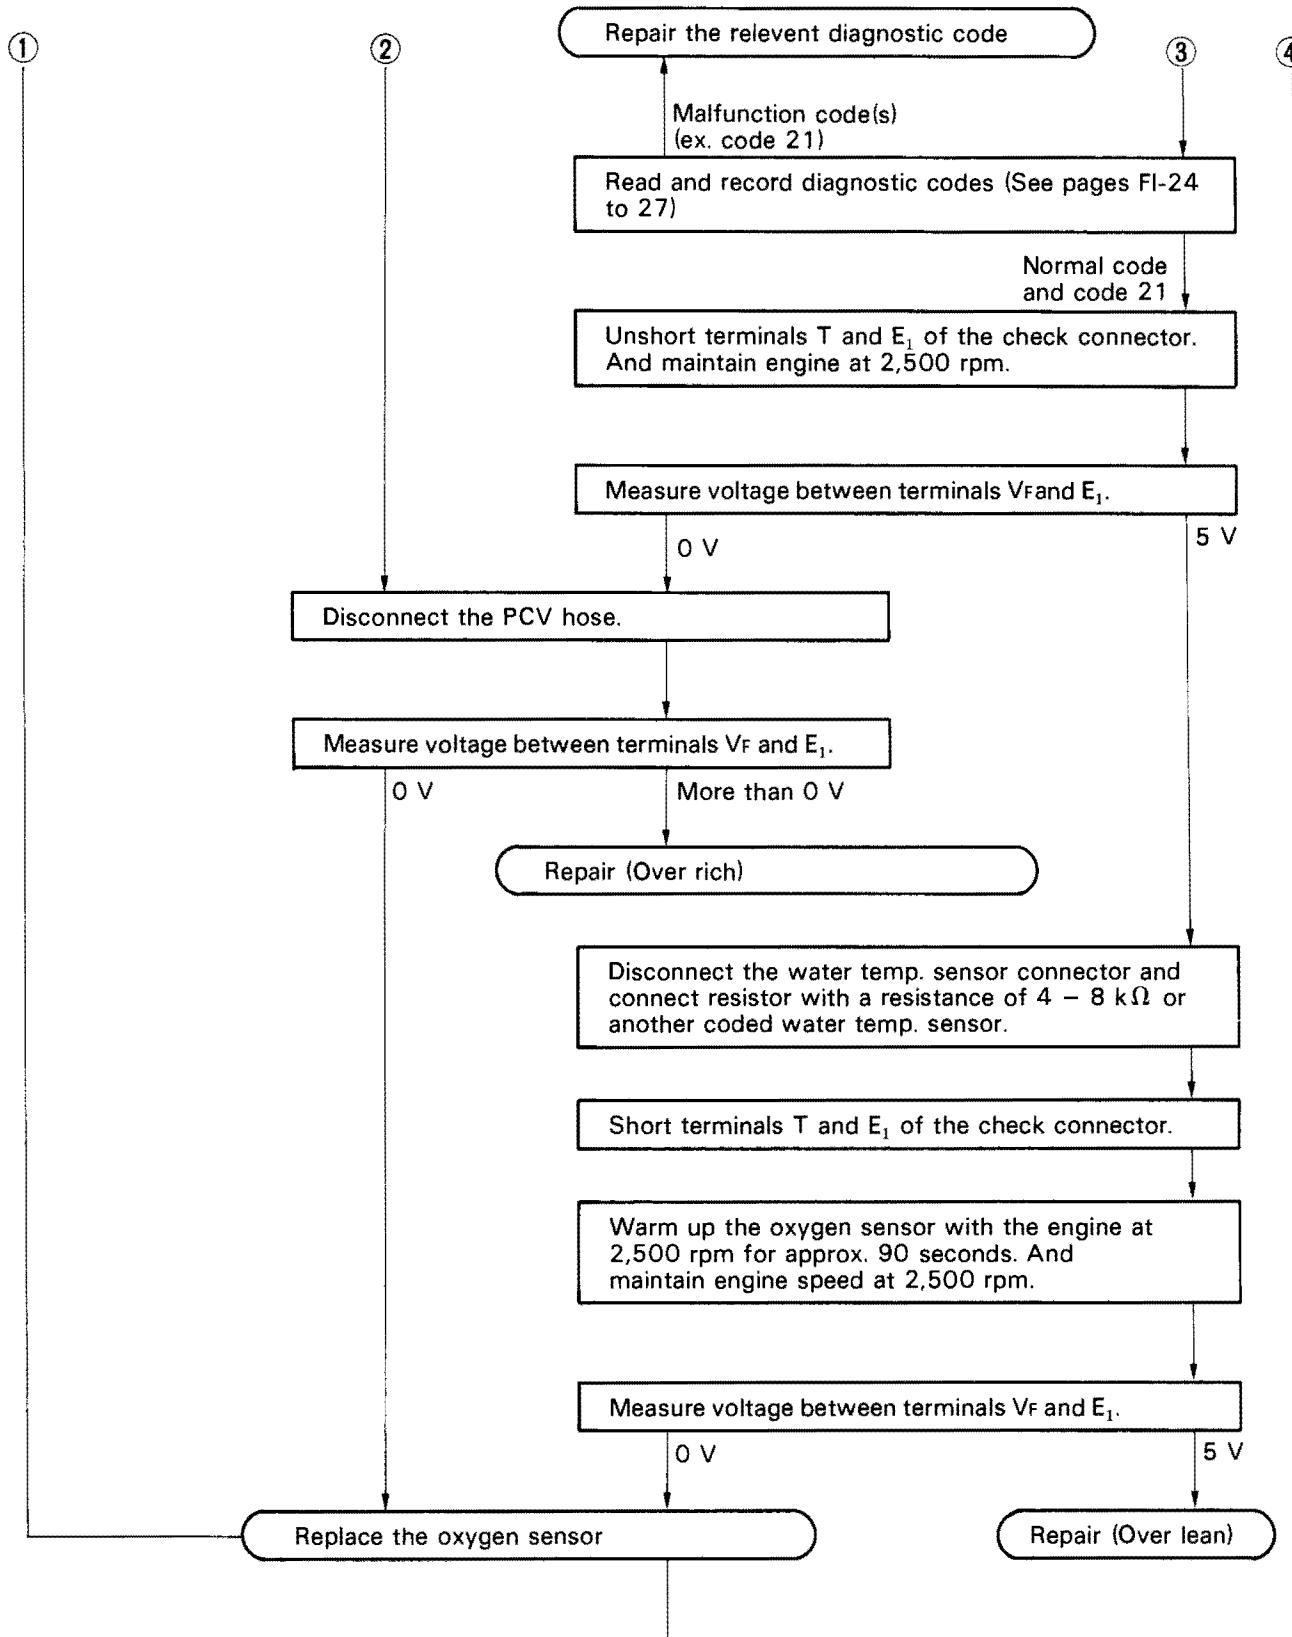 Repair the relevent diagnostic code
① ② ③ ④
Malfunction code(s)
(ex. code 21)
Read and record diagnostic codes (See pages FI-24
to 27)
Normal code
and code 21
Unshort terminals T and E₁ of the check connector.
And maintain engine at 2,500 rpm.
Measure voltage between terminals VF and E₁.
0 V
5 V
Disconnect the PCV hose.
Measure voltage between terminals VF and E₁.
0 V
More than 0 V
Repair (Over rich)
Disconnect the water temp. sensor connector and
connect resistor with a resistance of 4 – 8 kΩ or
another coded water temp. sensor.
Short terminals T and E₁ of the check connector.
Warm up the oxygen sensor with the engine at
2,500 rpm for approx. 90 seconds. And
maintain engine speed at 2,500 rpm.
Measure voltage between terminals VF and E₁.
0 V
5 V
Replace the oxygen sensor
Repair (Over lean)